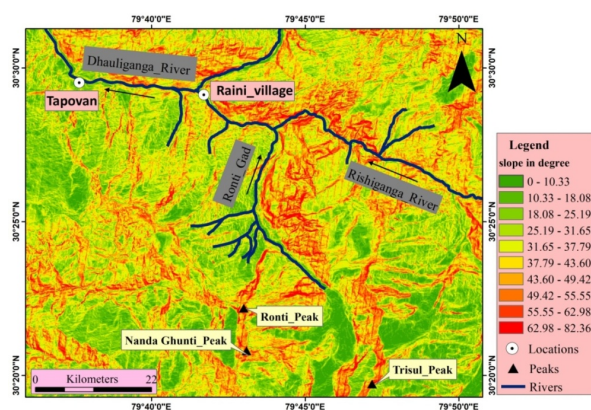 79°40'0"E 79°45'0"E 79°50'0"E
N
30°30'0"N
30°30'0"N
Dhauliganga_River
Raini_village
Tapovan
Ronti_Gad
Rishiganga_River
30°25'0"N
30°25'0"N
Ronti_Peak
Nanda Ghunti_Peak
Trisul_Peak
30°20'0"N
30°20'0"N
Kilometers
0 22
79°40'0"E 79°45'0"E 79°50'0"E
Legend
slope in degree
0 - 10.33
10.33 - 18.08
18.08 - 25.19
25.19 - 31.65
31.65 - 37.79
37.79 - 43.60
43.60 - 49.42
49.42 - 55.55
55.55 - 62.98
62.98 - 82.36
Locations
Peaks
Rivers